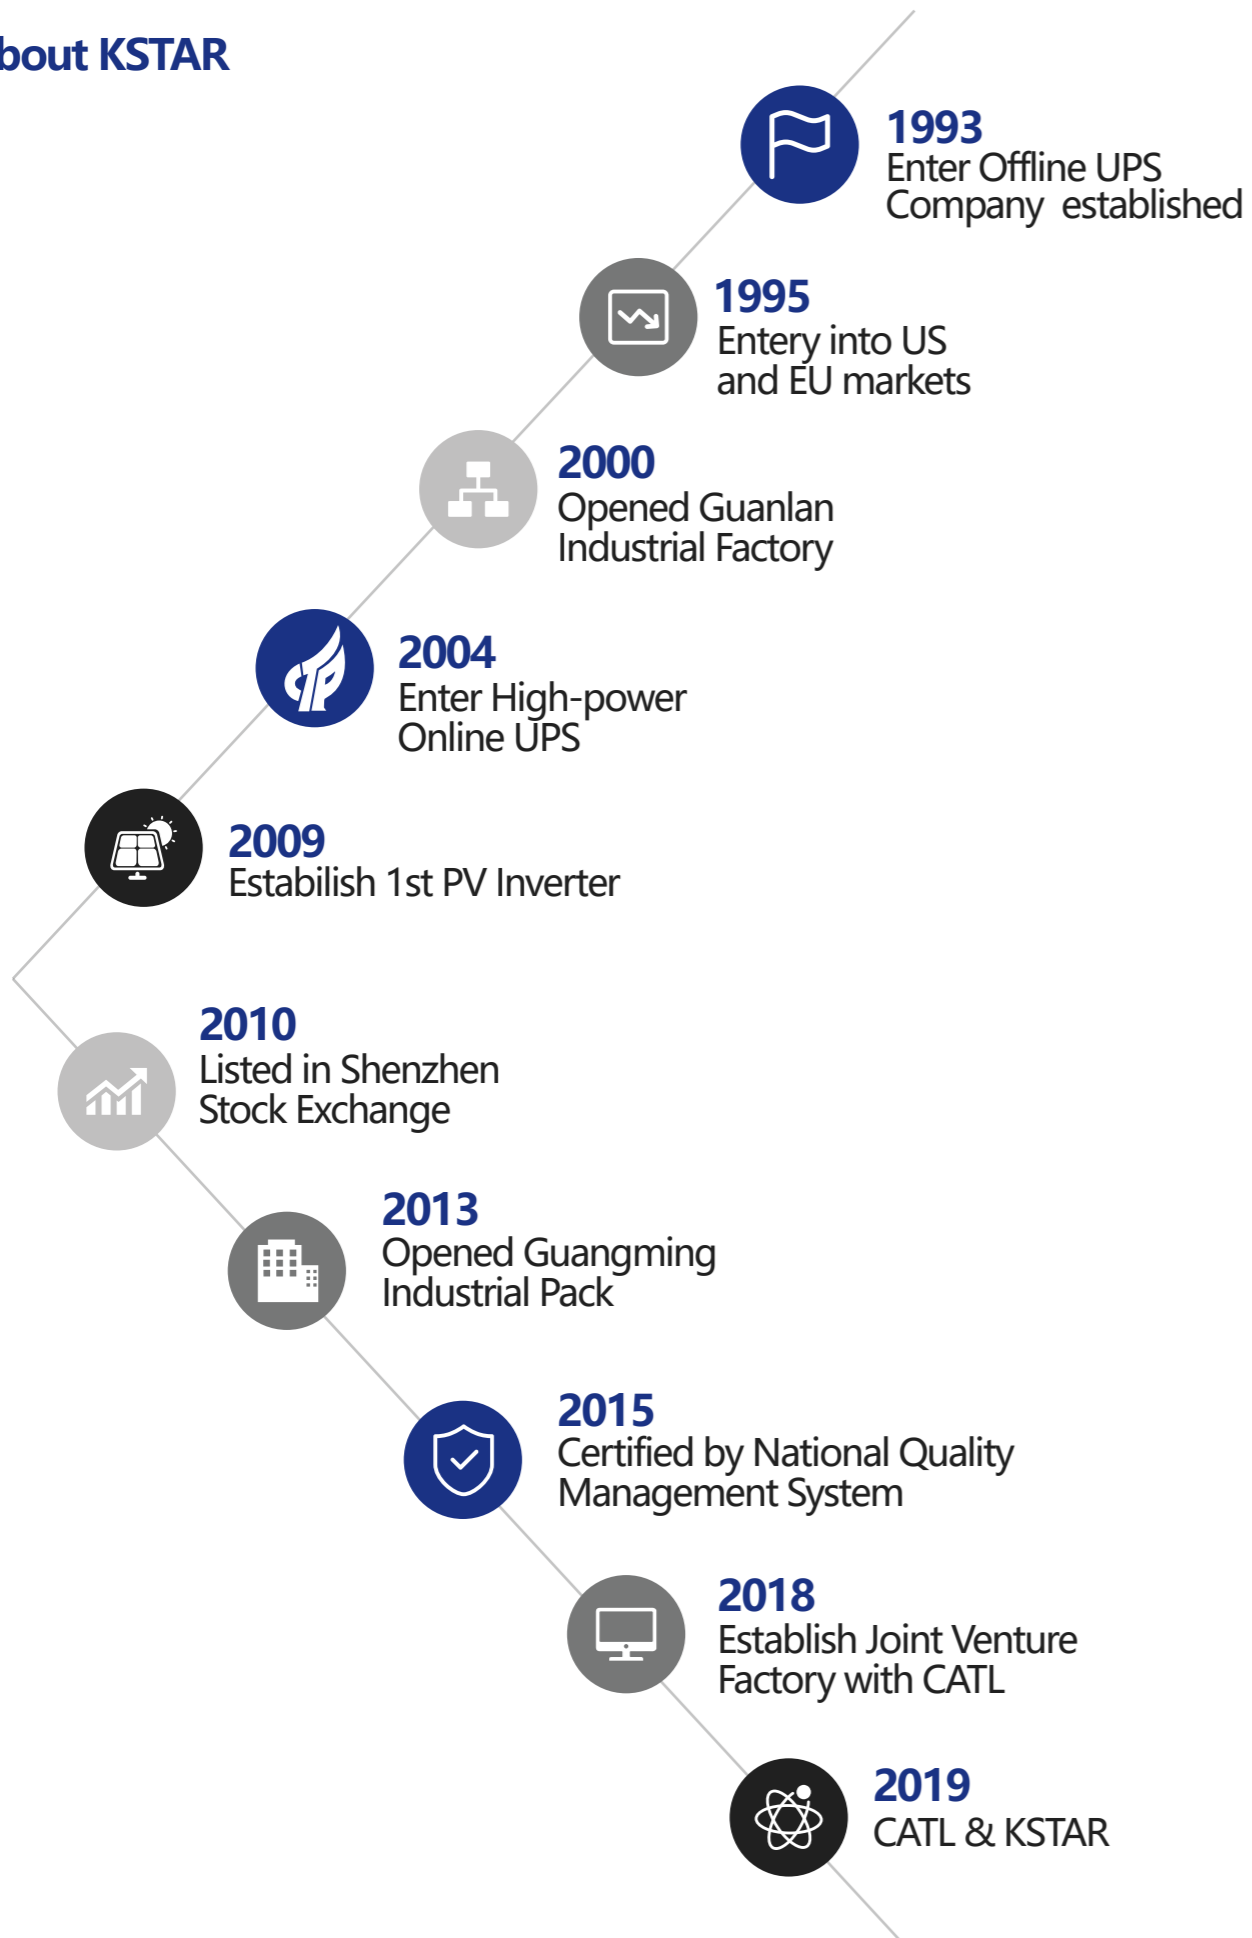 bout KSTAR
1993
Enter Offline UPS
Company established
1995
Entery into US
and EU markets
2000
Opened Guanlan
Industrial Factory
2004
Enter High-power
Online UPS
2009
Estabilish 1st PV Inverter
2010
Listed in Shenzhen
Stock Exchange
2013
Opened Guangming
Industrial Pack
2015
Certified by National Quality
Management System
2018
Establish Joint Venture
Factory with CATL
2019
CATL & KSTAR